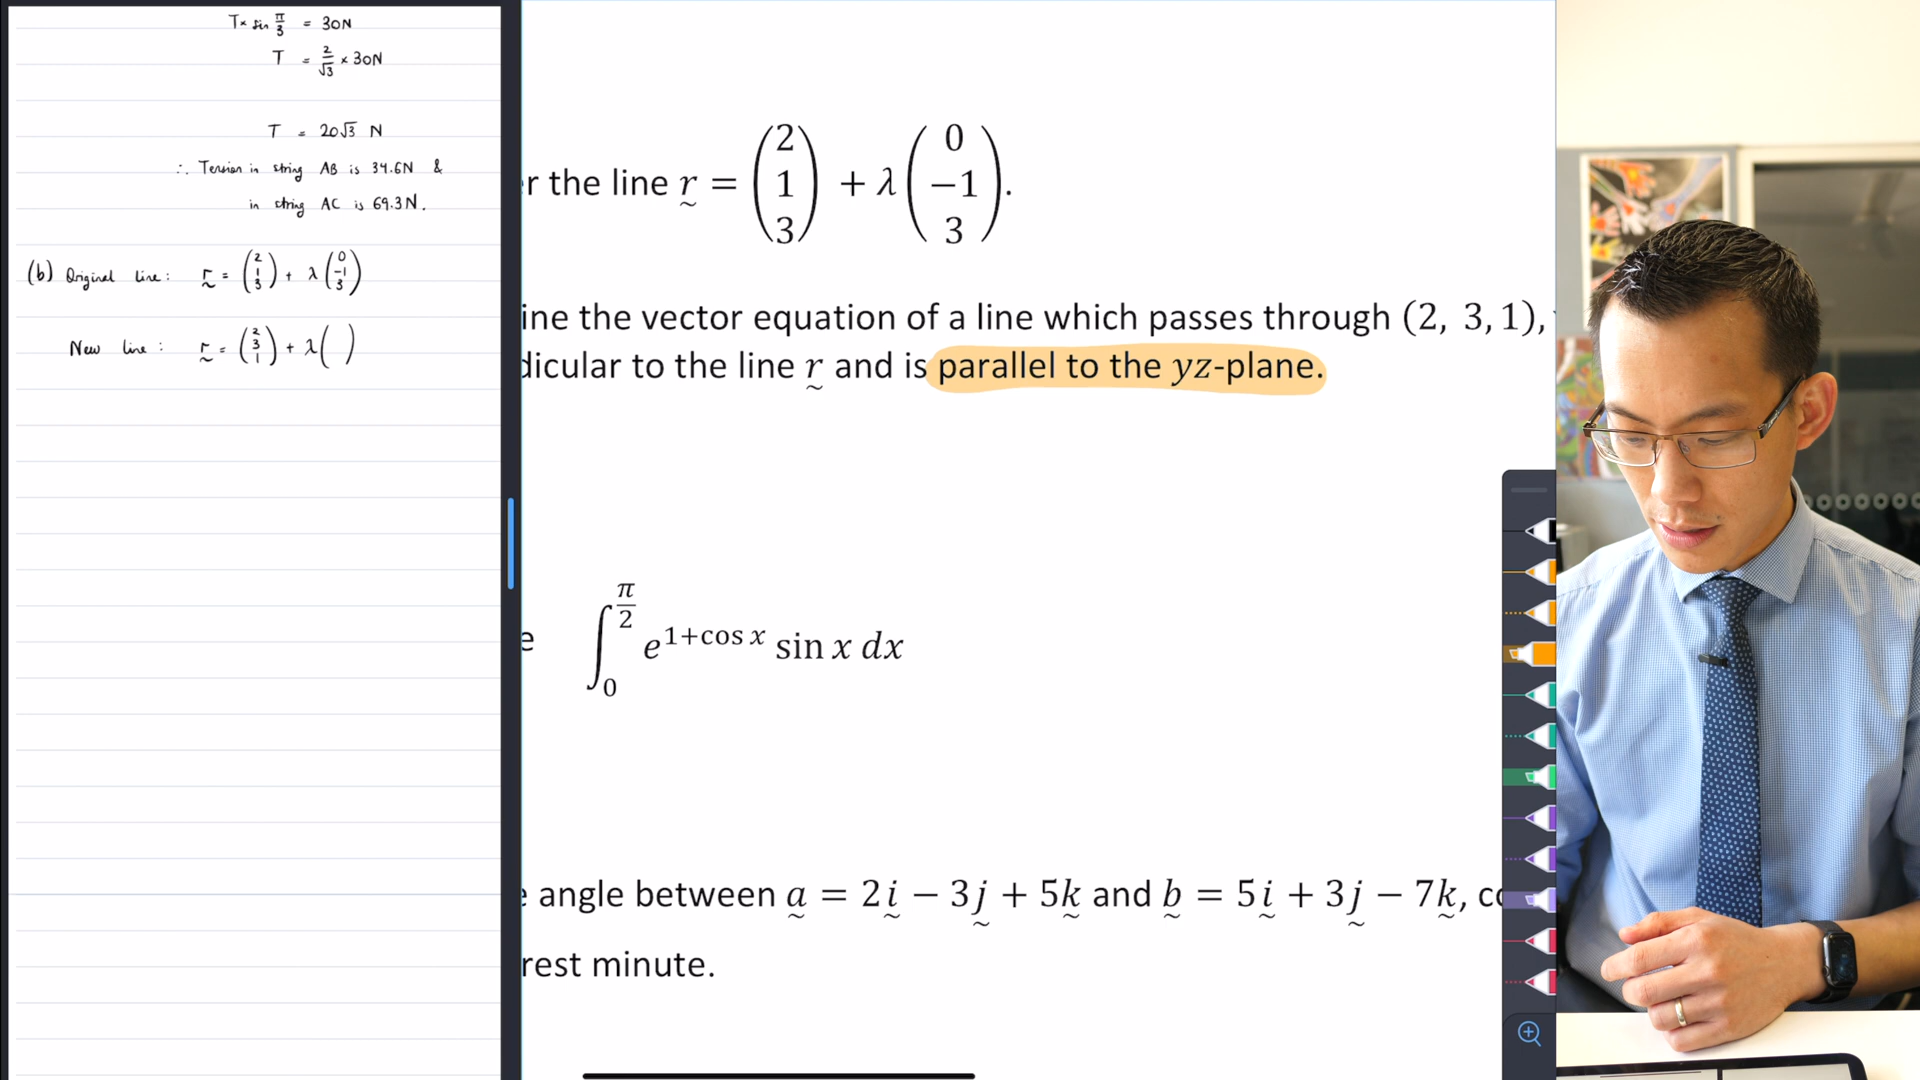 T × sin π/3 = 30N
T = 2/√3 × 30N
T = 20√3 N
∴ Tension in string AB is 34.6N &
in string AC is 69.3N.
(b) Original line: r = (2 1 3) + λ(0 -1 3)
New line: r = (2 3 1) + λ( )
r the line r = (2 1 3) + λ(0 −1 3).
ine the vector equation of a line which passes through (2, 3, 1),
dicular to the line r and is parallel to the yz-plane.
e ∫₀^(π/2) e^(1+cos x) sin x dx
e angle between a = 2i − 3j + 5k and b = 5i + 3j − 7k, co
rest minute.